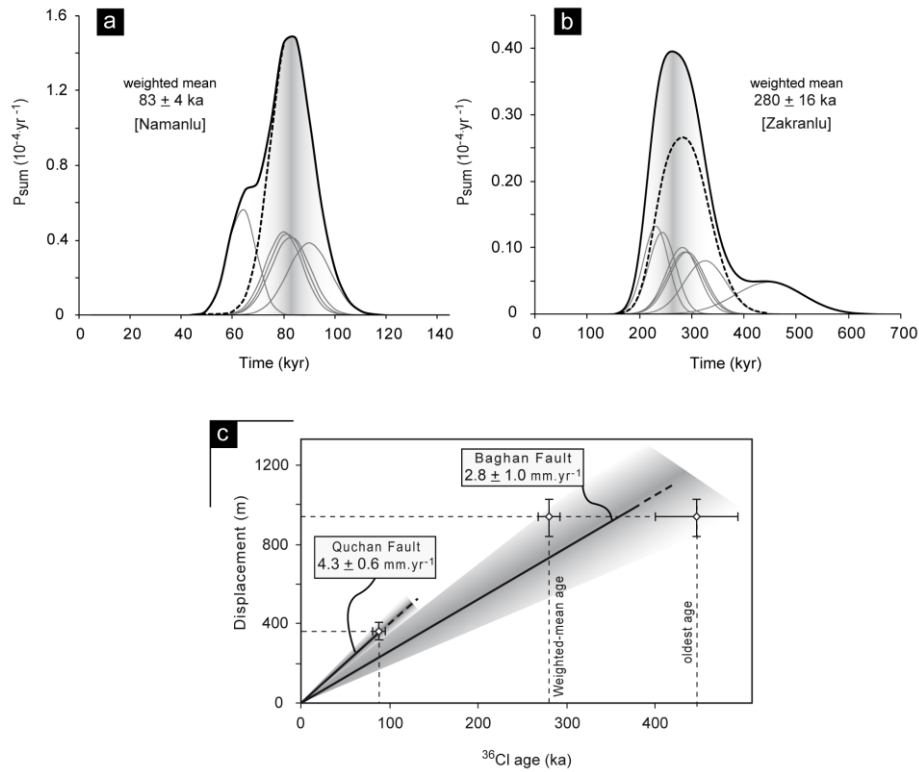 a
1.6
1.2
0.8
0.4
0
P_sum (10⁻⁴·yr⁻¹)
weighted mean
83 ± 4 ka
[Namanlu]
0 20 40 60 80 100 120 140
Time (kyr)
b
0.40
0.30
0.20
0.10
0
P_sum (10⁻⁴·yr⁻¹)
weighted mean
280 ± 16 ka
[Zakranlu]
0 100 200 300 400 500 600 700
Time (kyr)
c
1200
800
400
0
Displacement (m)
Baghan Fault
2.8 ± 1.0 mm.yr⁻¹
Quchan Fault
4.3 ± 0.6 mm.yr⁻¹
Weighted-mean age
oldest age
0 100 200 300 400
³⁶Cl age (ka)